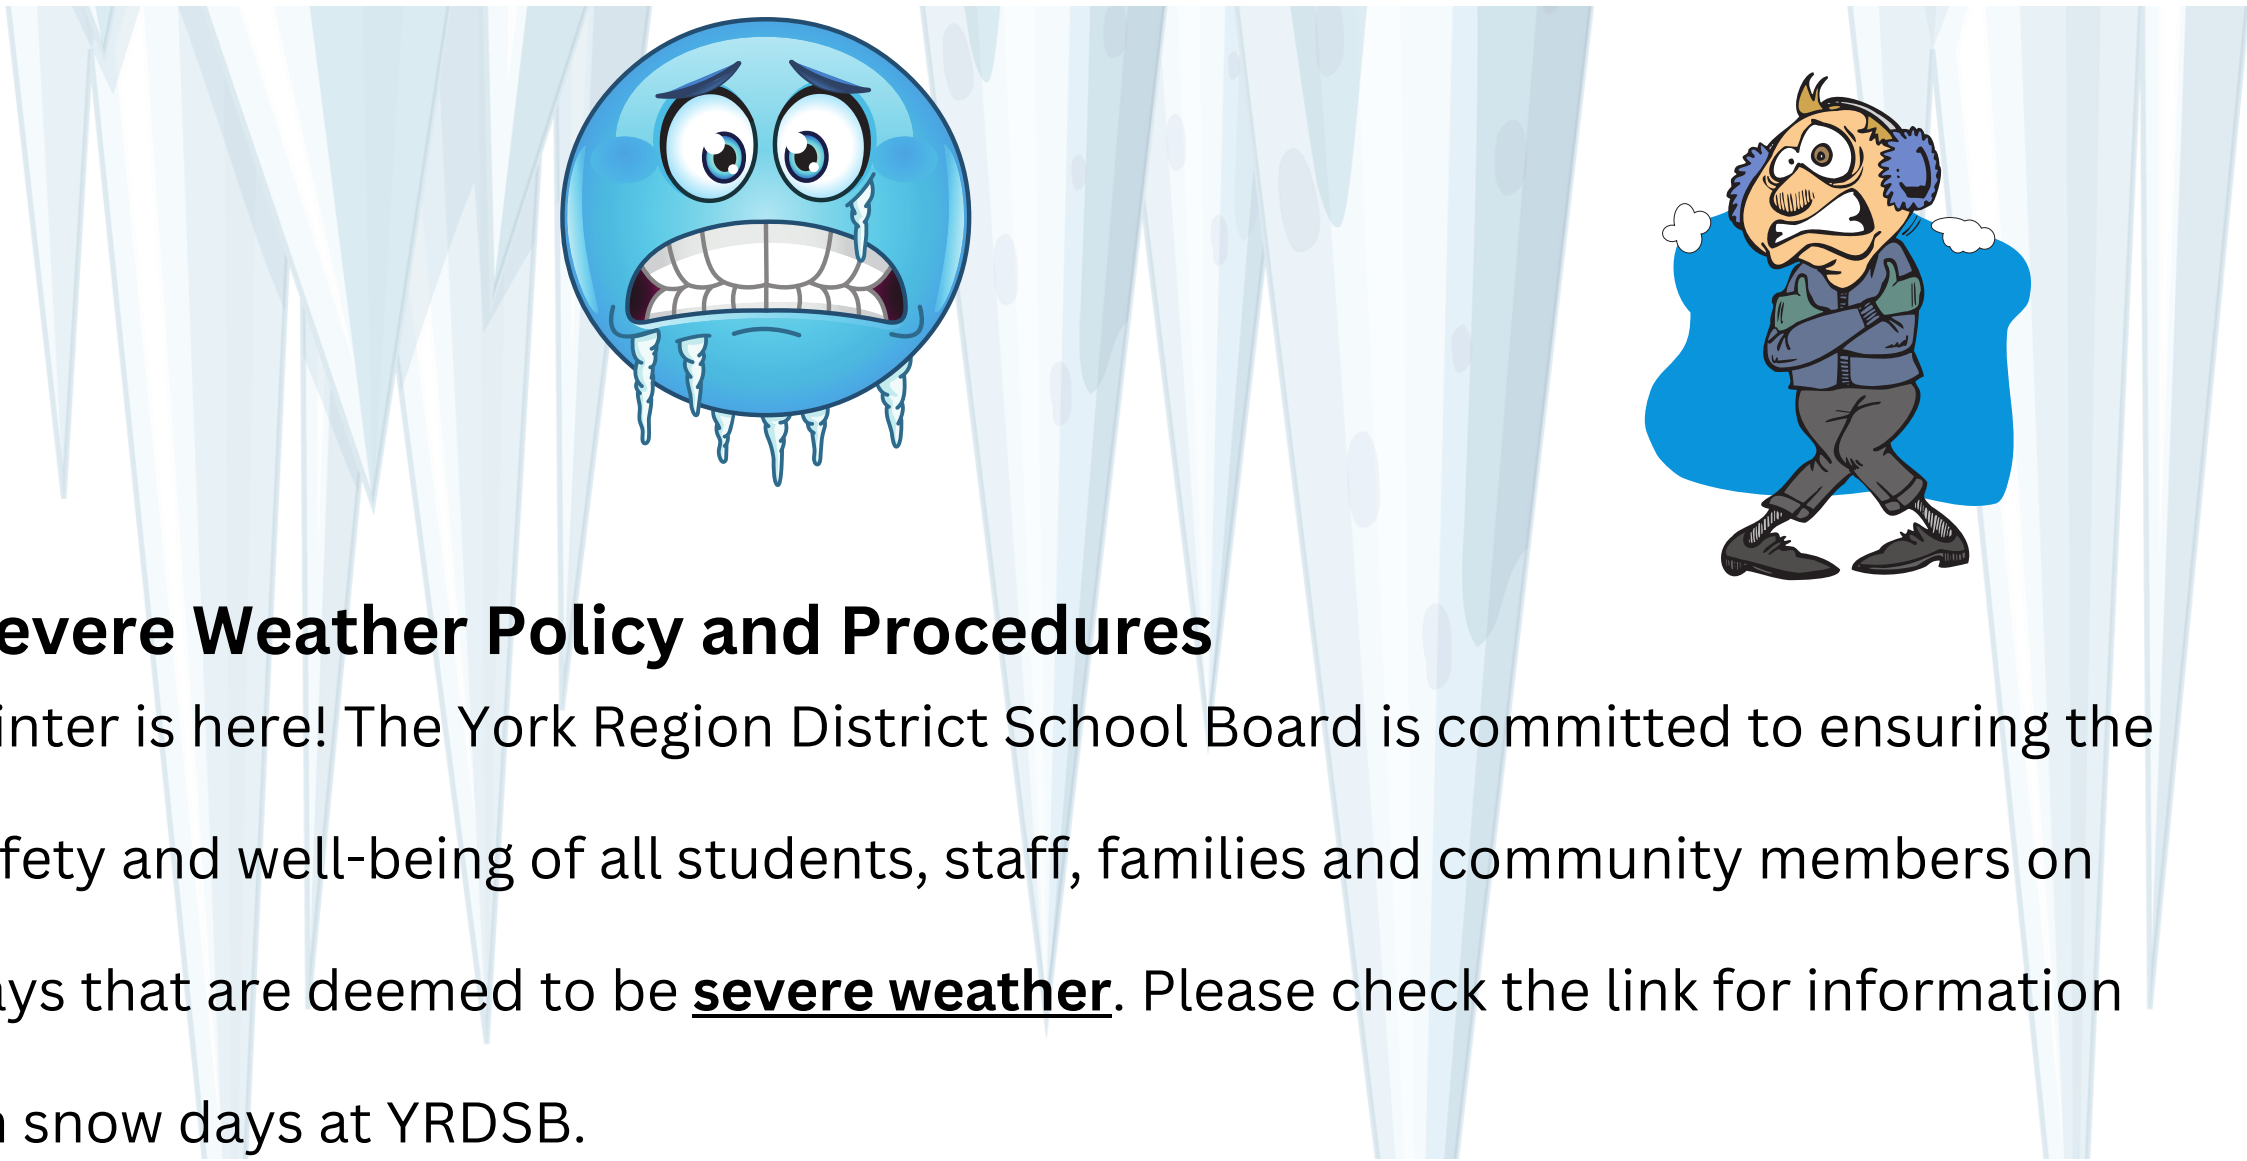 evere Weather Policy and Procedures
inter is here! The York Region District School Board is committed to ensuring the
fety and well-being of all students, staff, families and community members on
ays that are deemed to be severe weather. Please check the link for information
n snow days at YRDSB.